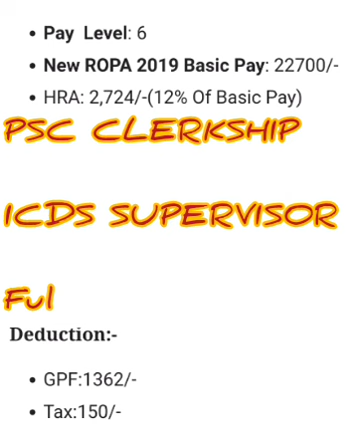 • Pay Level: 6
• New ROPA 2019 Basic Pay: 22700/-
• HRA: 2,724/-(12% Of Basic Pay)
PSC CLERKSHIP
ICDS SUPERVISOR
Ful
Deduction:-
• GPF:1362/-
• Tax:150/-